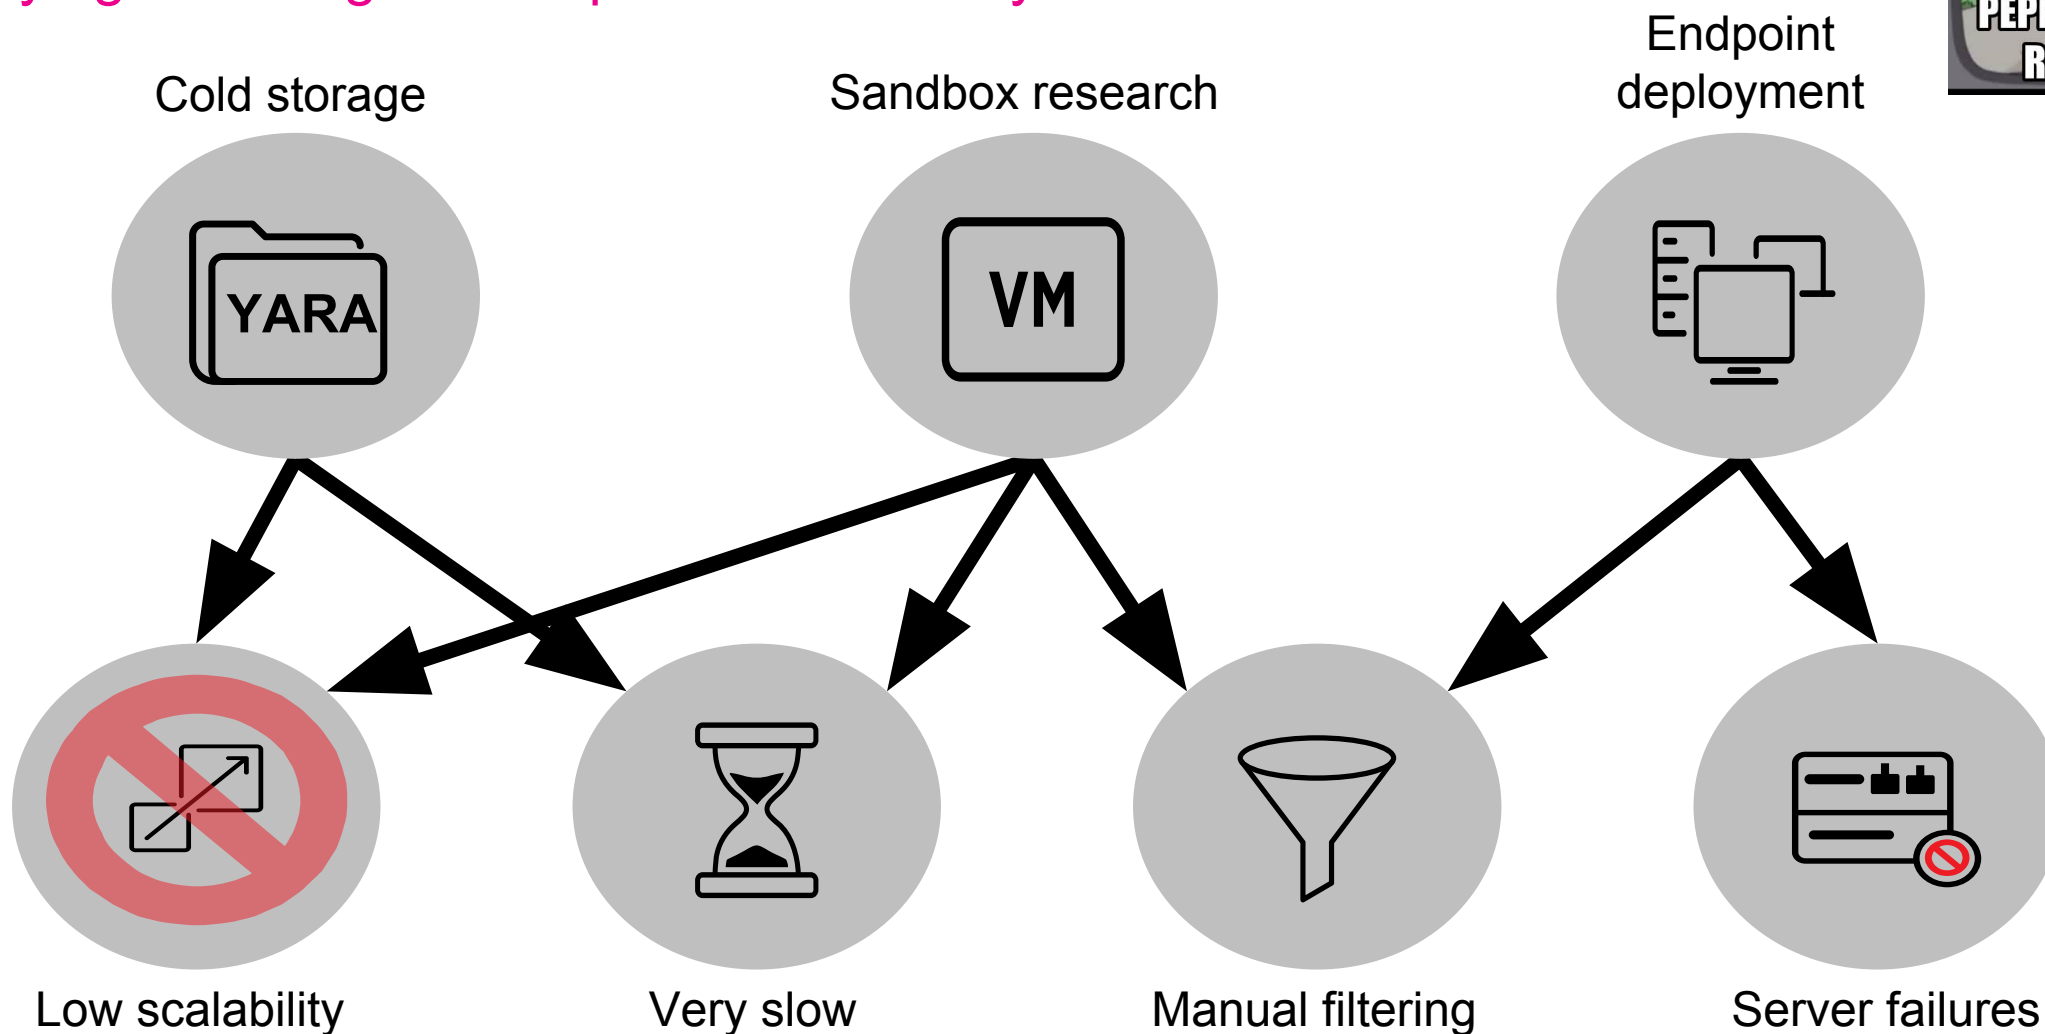 Cold storage
Sandbox research
Endpoint
deployment
YARA
VM
Low scalability
Very slow
Manual filtering
Server failures